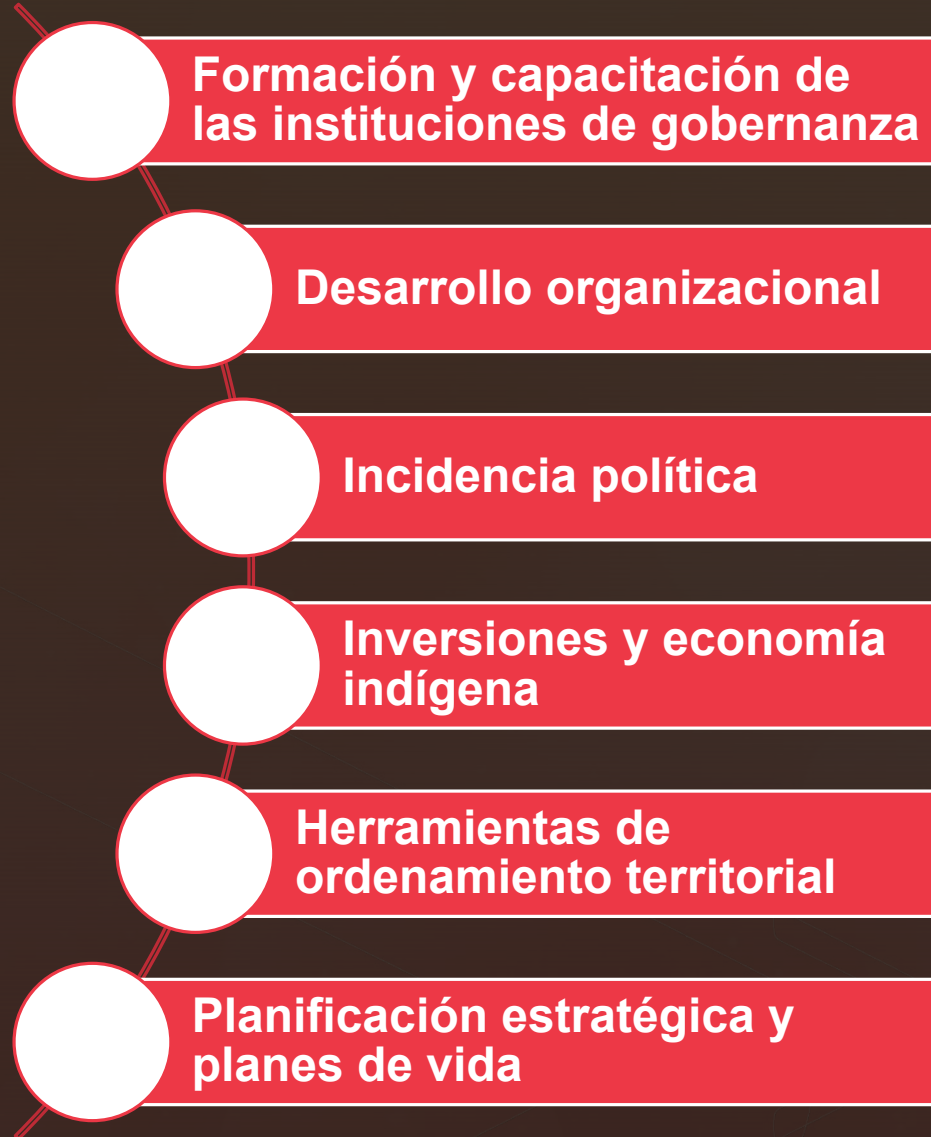 Formación y capacitación de
las instituciones de gobernanza
Desarrollo organizacional
Incidencia política
Inversiones y economía
indígena
Herramientas de
ordenamiento territorial
Planificación estratégica y
planes de vida